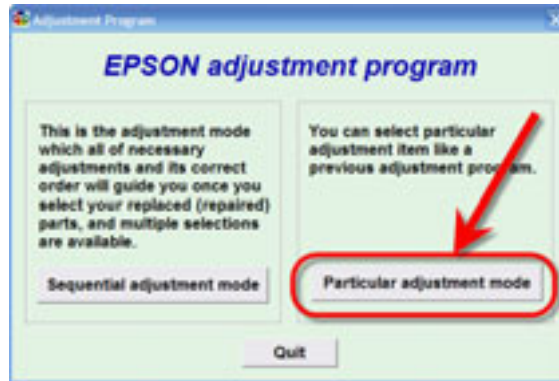 Adjustment Program
EPSON adjustment program
This is the adjustment mode
which all of necessary
adjustments and its correct
order will guide you once you
select your replaced (repaired)
parts, and multiple selections
are available.
Sequential adjustment mode
You can select particular
adjustment item like a
previous adjustment program.
Particular adjustment mode
Quit